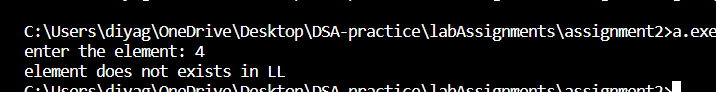 C:\Users\diyag\OneDrive\Desktop\DSA-practice\labAssignments\assignment2>a.exe
enter the element: 4
element does not exists in LL
C:\Users\diyag\OneDrive\Desktop\DSA-practice\labAssignments\assignment2>